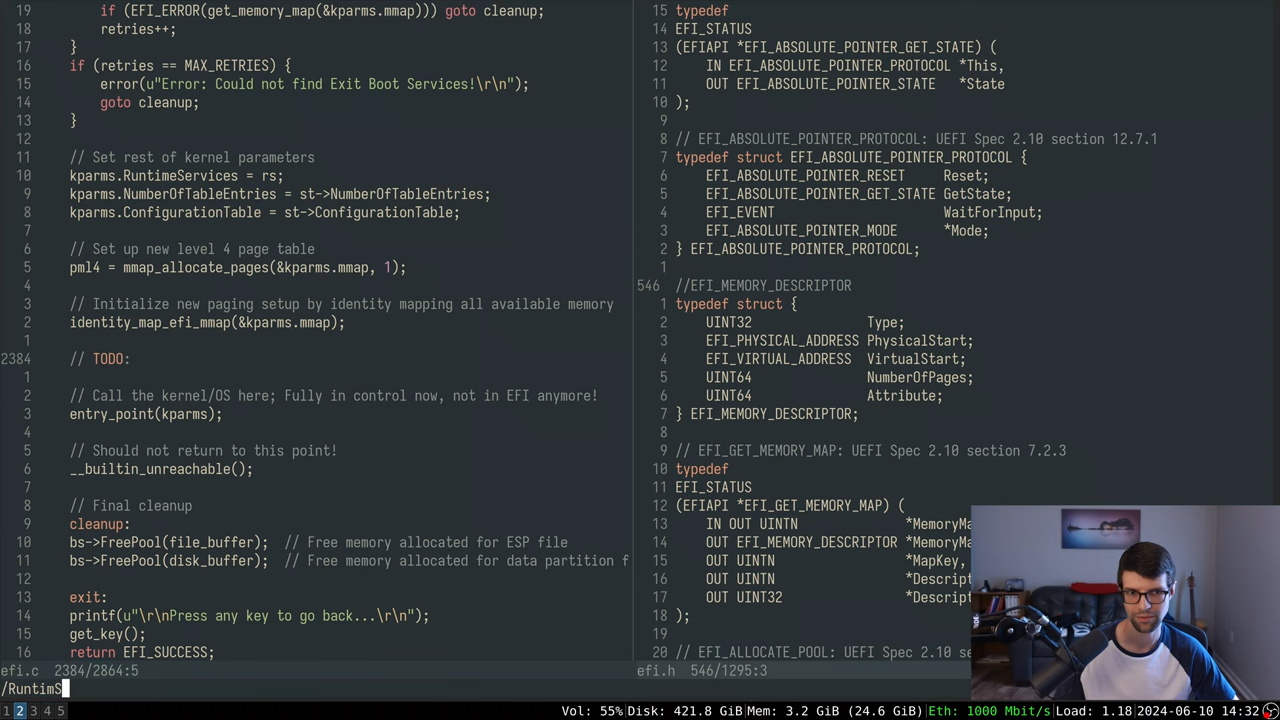 19         if (EFI_ERROR(get_memory_map(&kparms.mmap))) goto cleanup;
18         retries++;
17     }
16     if (retries == MAX_RETRIES) {
15         error(u"Error: Could not find Exit Boot Services!\r\n");
14         goto cleanup;
13     }
12
11     // Set rest of kernel parameters
10     kparms.RuntimeServices = rs;
9     kparms.NumberOfTableEntries = st->NumberOfTableEntries;
8     kparms.ConfigurationTable = st->ConfigurationTable;
7
6     // Set up new level 4 page table
5     pml4 = mmap_allocate_pages(&kparms.mmap, 1);
4
3     // Initialize new paging setup by identity mapping all available memory
2     identity_map_efi_mmap(&kparms.mmap);
1
2384     // TODO:
1
2     // Call the kernel/OS here; Fully in control now, not in EFI anymore!
3     entry_point(kparms);
4
5     // Should not return to this point!
6     __builtin_unreachable();
7
8     // Final cleanup
9     cleanup:
10     bs->FreePool(file_buffer);  // Free memory allocated for ESP file
11     bs->FreePool(disk_buffer);  // Free memory allocated for data partition f
12
13     exit:
14     printf(u"\r\nPress any key to go back...\r\n");
15     get_key();
16     return EFI_SUCCESS;
efi.c  2384/2864:5
/RuntimS
15 typedef
14 EFI_STATUS
13 (EFIAPI *EFI_ABSOLUTE_POINTER_GET_STATE) (
12     IN EFI_ABSOLUTE_POINTER_PROTOCOL *This,
11     OUT EFI_ABSOLUTE_POINTER_STATE   *State
10 );
9
8 // EFI_ABSOLUTE_POINTER_PROTOCOL: UEFI Spec 2.10 section 12.7.1
7 typedef struct EFI_ABSOLUTE_POINTER_PROTOCOL {
6     EFI_ABSOLUTE_POINTER_RESET     Reset;
5     EFI_ABSOLUTE_POINTER_GET_STATE GetState;
4     EFI_EVENT                      WaitForInput;
3     EFI_ABSOLUTE_POINTER_MODE      *Mode;
2 } EFI_ABSOLUTE_POINTER_PROTOCOL;
1
546 //EFI_MEMORY_DESCRIPTOR
1 typedef struct {
2     UINT32               Type;
3     EFI_PHYSICAL_ADDRESS PhysicalStart;
4     EFI_VIRTUAL_ADDRESS  VirtualStart;
5     UINT64               NumberOfPages;
6     UINT64               Attribute;
7 } EFI_MEMORY_DESCRIPTOR;
8
9 // EFI_GET_MEMORY_MAP: UEFI Spec 2.10 section 7.2.3
10 typedef
11 EFI_STATUS
12 (EFIAPI *EFI_GET_MEMORY_MAP) (
13     IN OUT UINTN              *MemoryMa
14     OUT EFI_MEMORY_DESCRIPTOR *MemoryMa
15     OUT UINTN                 *MapKey,
16     OUT UINTN                 *Descript
17     OUT UINT32                *Descript
18 );
19
20 // EFI_ALLOCATE_POOL: UEFI Spec 2.10 se
efi.h  546/1295:3
1 2 3 4 5
Vol: 55% Disk: 421.8 GiB Mem: 3.2 GiB (24.6 GiB) Eth: 1000 Mbit/s Load: 1.18 2024-06-10 14:32